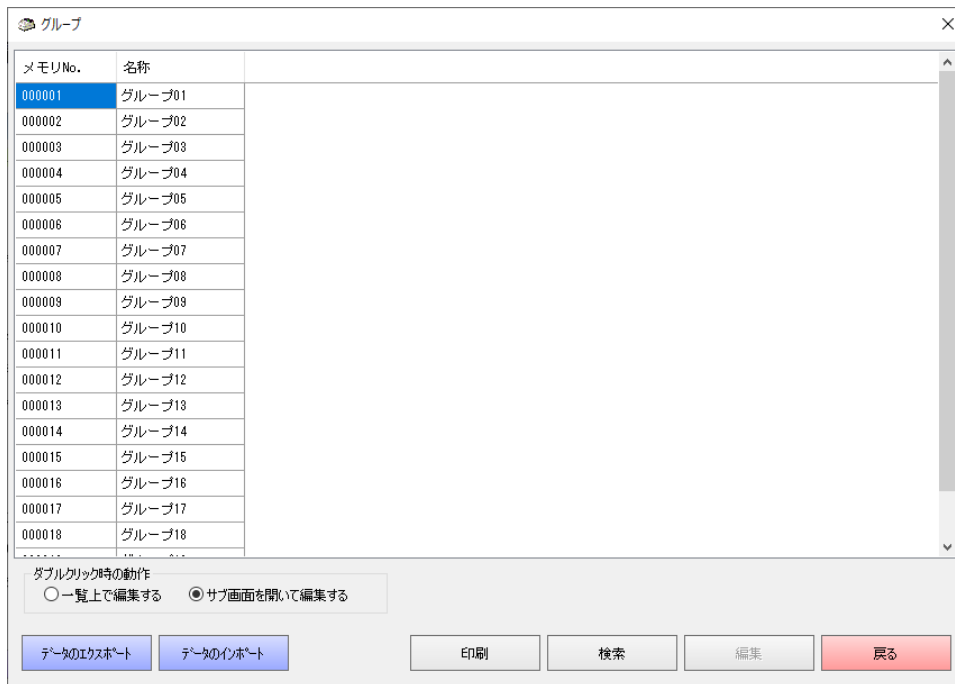 グループ
メモリNo. 名称
000001 グループ01
000002 グループ02
000003 グループ03
000004 グループ04
000005 グループ05
000006 グループ06
000007 グループ07
000008 グループ08
000009 グループ09
000010 グループ10
000011 グループ11
000012 グループ12
000013 グループ13
000014 グループ14
000015 グループ15
000016 グループ16
000017 グループ17
000018 グループ18
ダブルクリック時の動作
一覧上で編集する サブ画面を開いて編集する
データのエクスポート データのインポート 印刷 検索 編集 戻る